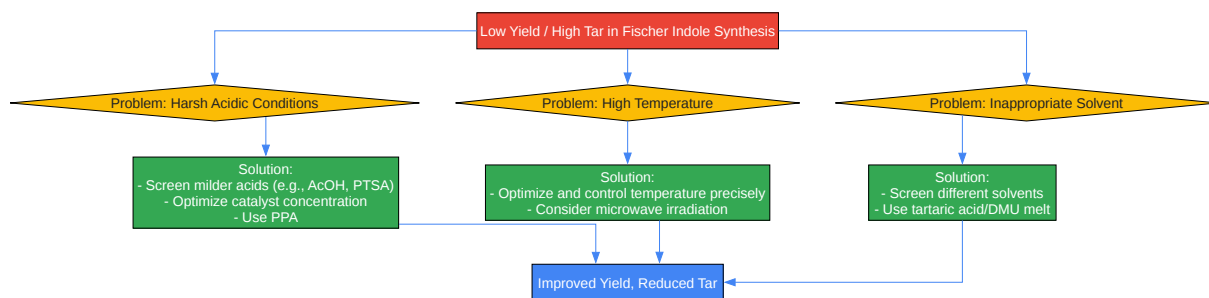 Low Yield / High Tar in Fischer Indole Synthesis
Problem: Harsh Acidic Conditions
Problem: High Temperature
Problem: Inappropriate Solvent
Solution:
- Screen milder acids (e.g., AcOH, PTSA)
- Optimize catalyst concentration
- Use PPA
Solution:
- Optimize and control temperature precisely
- Consider microwave irradiation
Solution:
- Screen different solvents
- Use tartaric acid/DMU melt
Improved Yield, Reduced Tar